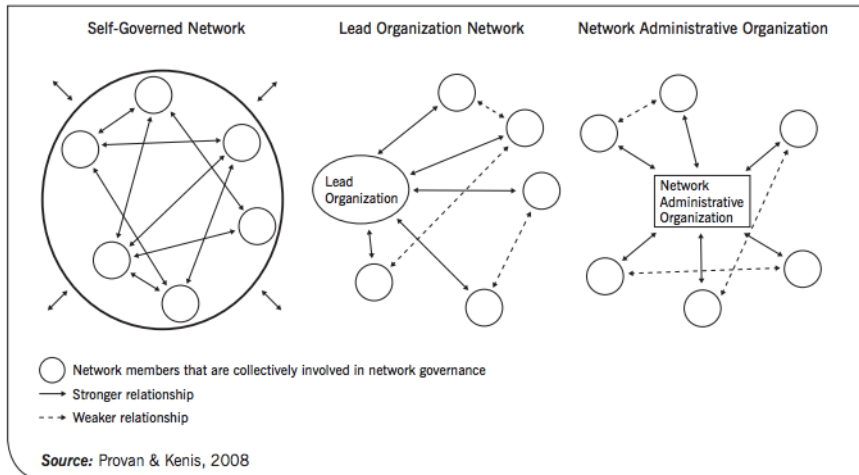 Self-Governed Network
Lead Organization Network
Network Administrative Organization
Lead
Organization
Network
Administrative
Organization
Network members that are collectively involved in network governance
Stronger relationship
Weaker relationship
Source: Provan & Kenis, 2008